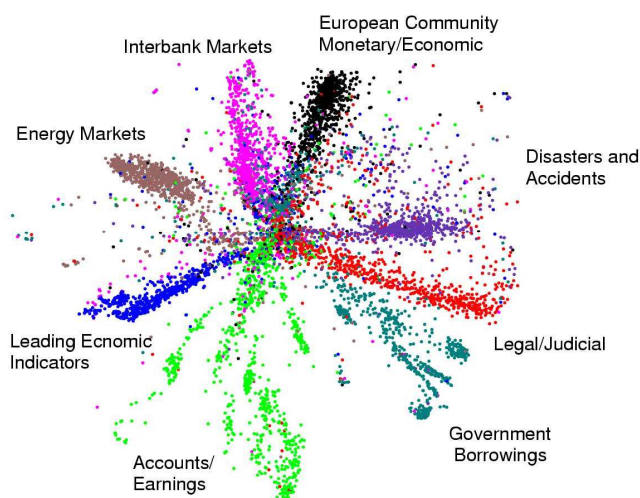 European Community
Monetary/Economic
Interbank Markets
Energy Markets
Disasters and
Accidents
Leading Ecnomic
Indicators
Legal/Judicial
Government
Borrowings
Accounts/
Earnings